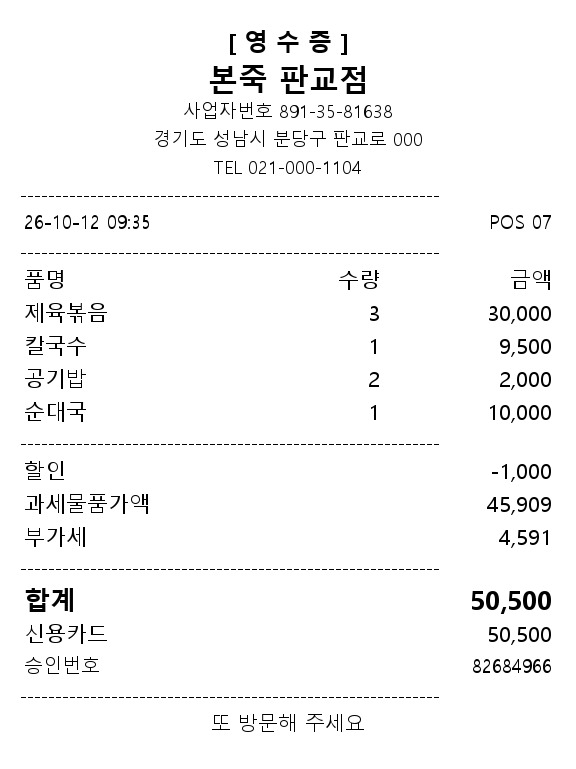 [ 영 수 증 ]
본죽 판교점
사업자번호 891-35-81638
경기도 성남시 분당구 판교로 000
TEL 021-000-1104
26-10-12 09:35 POS 07
품명 수량 금액
제육볶음 3 30,000
칼국수 1 9,500
공기밥 2 2,000
순대국 1 10,000
할인 -1,000
과세물품가액 45,909
부가세 4,591
합계 50,500
신용카드 50,500
승인번호 82684966
또 방문해 주세요